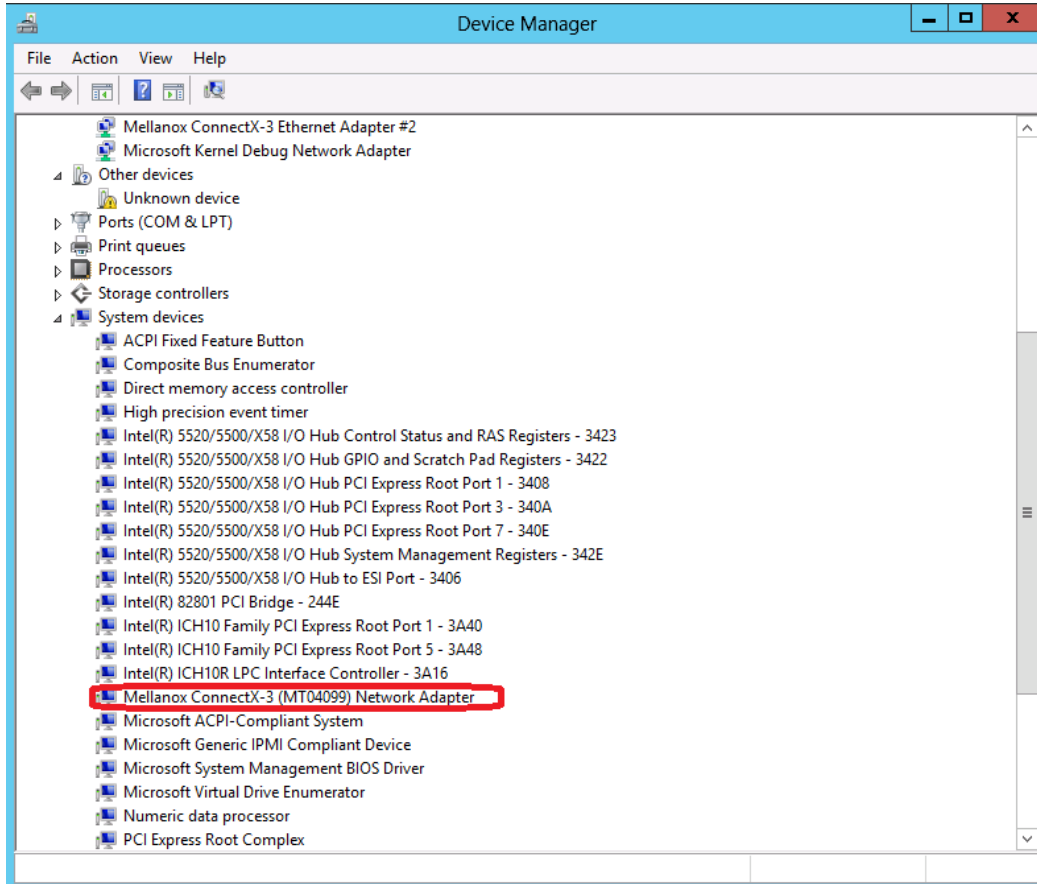 Device Manager
File Action View Help
Mellanox ConnectX-3 Ethernet Adapter #2
Microsoft Kernel Debug Network Adapter
Other devices
Unknown device
Ports (COM & LPT)
Print queues
Processors
Storage controllers
System devices
ACPI Fixed Feature Button
Composite Bus Enumerator
Direct memory access controller
High precision event timer
Intel(R) 5520/5500/X58 I/O Hub Control Status and RAS Registers - 3423
Intel(R) 5520/5500/X58 I/O Hub GPIO and Scratch Pad Registers - 3422
Intel(R) 5520/5500/X58 I/O Hub PCI Express Root Port 1 - 3408
Intel(R) 5520/5500/X58 I/O Hub PCI Express Root Port 3 - 340A
Intel(R) 5520/5500/X58 I/O Hub PCI Express Root Port 7 - 340E
Intel(R) 5520/5500/X58 I/O Hub System Management Registers - 342E
Intel(R) 5520/5500/X58 I/O Hub to ESI Port - 3406
Intel(R) 82801 PCI Bridge - 244E
Intel(R) ICH10 Family PCI Express Root Port 1 - 3A40
Intel(R) ICH10 Family PCI Express Root Port 5 - 3A48
Intel(R) ICH10R LPC Interface Controller - 3A16
Mellanox ConnectX-3 (MT04099) Network Adapter
Microsoft ACPI-Compliant System
Microsoft Generic IPMI Compliant Device
Microsoft System Management BIOS Driver
Microsoft Virtual Drive Enumerator
Numeric data processor
PCI Express Root Complex